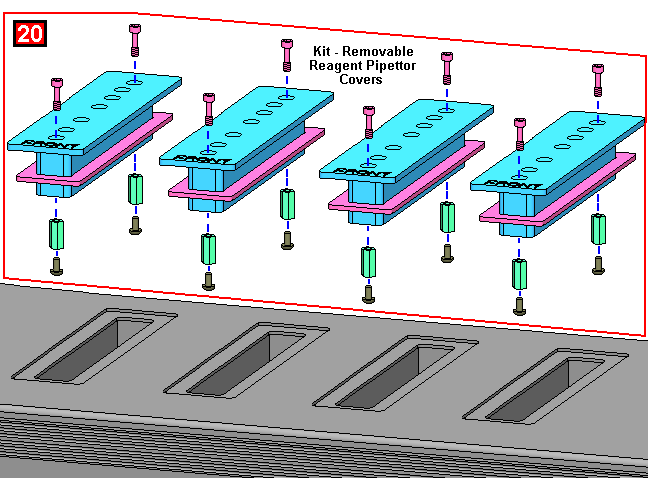 20
Kit - Removable
Reagent Pipettor
Covers
FRONT
FRONT
FRONT
FRONT